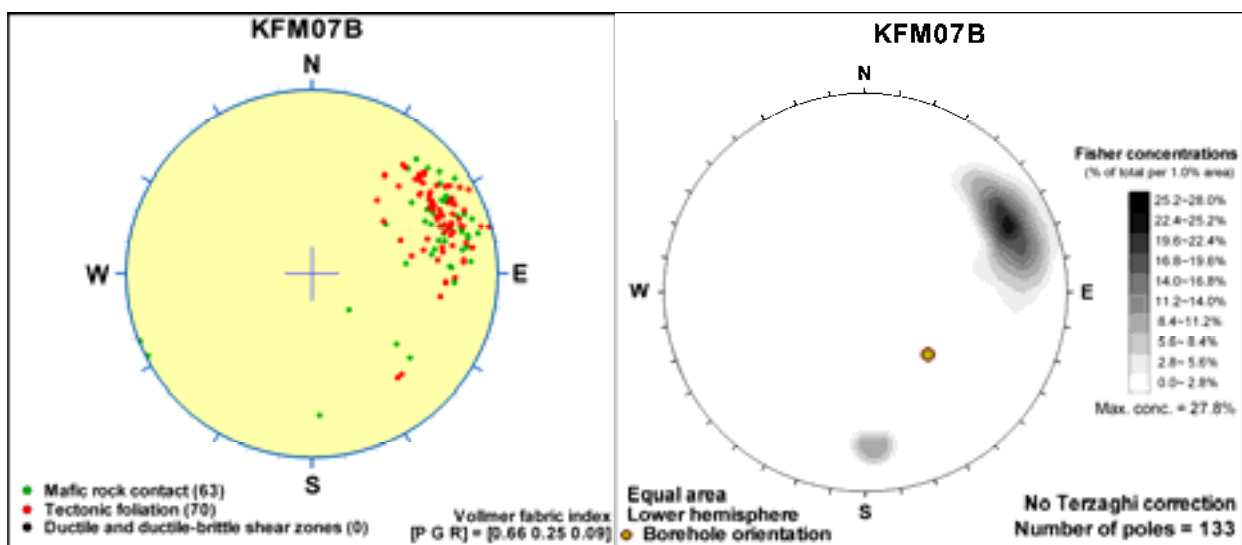 KFM07B
N
W
E
S
Mafic rock contact (63)
Tectonic foliation (70)
Ductile and ductile-brittle shear zones (0)
Vollmer fabric index
[P G R] = [0.66 0.25 0.09]
KFM07B
N
W
E
S
Fisher concentrations
(% of total per 1.0% area)
25.2~28.0%
22.4~25.2%
19.6~22.4%
16.8~19.6%
14.0~16.8%
11.2~14.0%
8.4~11.2%
5.6~8.4%
2.8~5.6%
0.0~2.8%
Max. conc. = 27.8%
Equal area
Lower hemisphere
Borehole orientation
No Terzaghi correction
Number of poles = 133